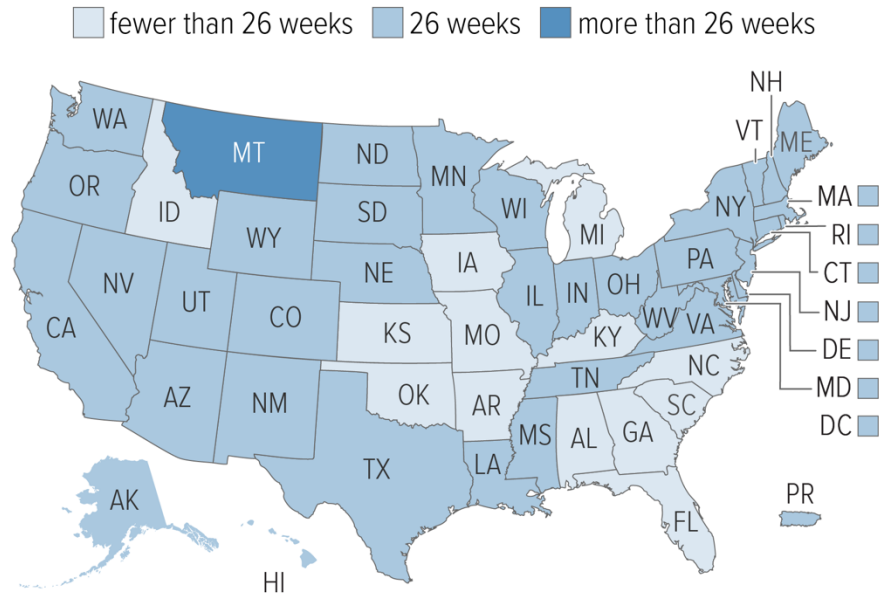 fewer than 26 weeks 26 weeks more than 26 weeks
NH
WA
VT
ME
MT
ND
MN
OR
MA
ID
SD
WI
NY
RI
WY
MI
IA
PA
CT
NE
NV
IL
IN
OH
UT
CO
NJ
CA
WV
VA
KS
MO
KY
DE
NC
TN
MD
AZ
NM
OK
AR
SC
DC
MS
AL
GA
TX
LA
PR
AK
FL
HI